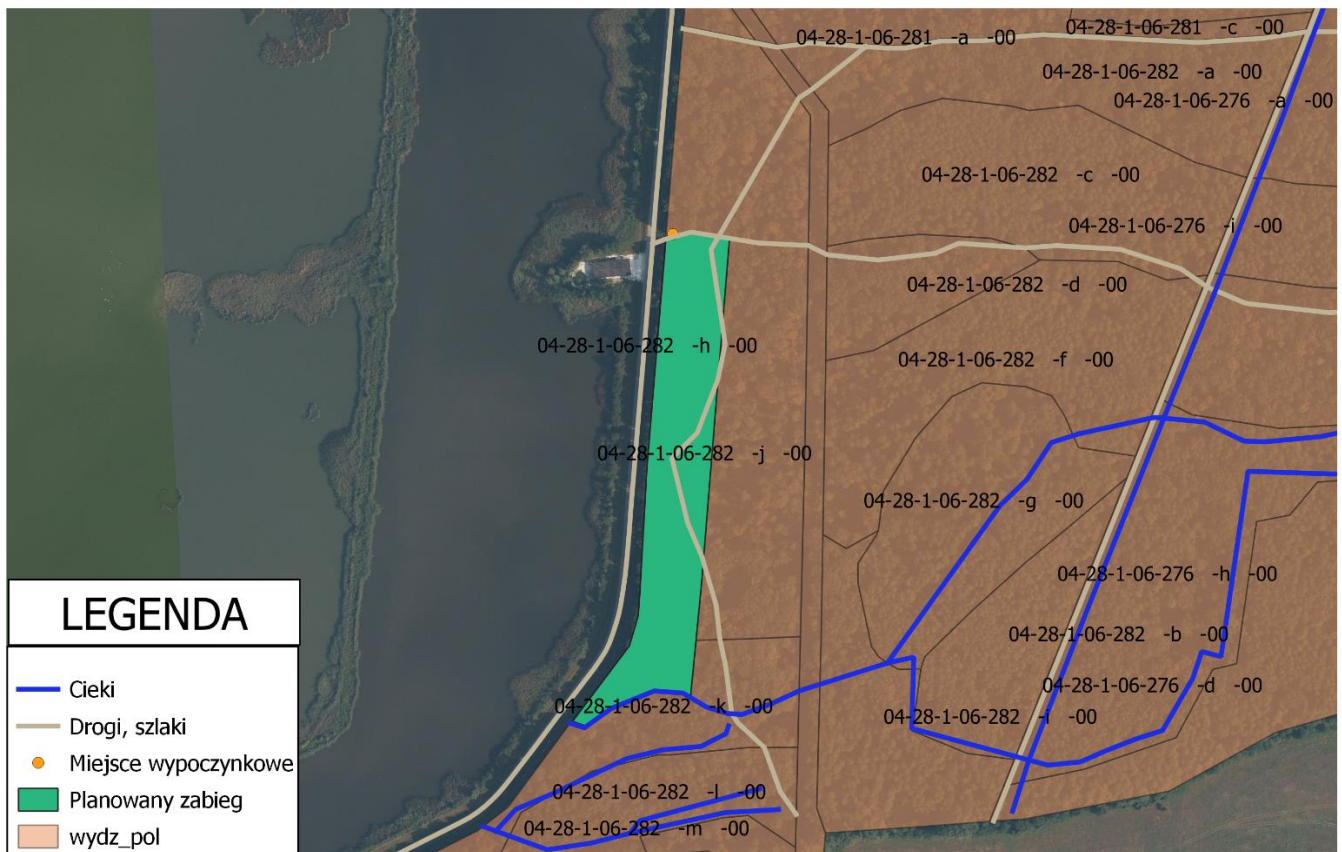 04-28-1-06-281 -a -00
04-28-1-06-281 -c -00
04-28-1-06-282 -a -00
04-28-1-06-276 -a -00
04-28-1-06-282 -c -00
04-28-1-06-276 -i -00
04-28-1-06-282 -d -00
04-28-1-06-282 -h -00
04-28-1-06-282 -f -00
04-28-1-06-282 -j -00
04-28-1-06-282 -g -00
04-28-1-06-276 -h -00
04-28-1-06-282 -b -00
04-28-1-06-276 -d -00
04-28-1-06-282 -k -00
04-28-1-06-282 -i -00
04-28-1-06-282 -l -00
04-28-1-06-282 -m -00
LEGENDA
Cieki
Drogi, szlaki
Miejsce wypoczynkowe
Planowany zabieg
wydz_pol